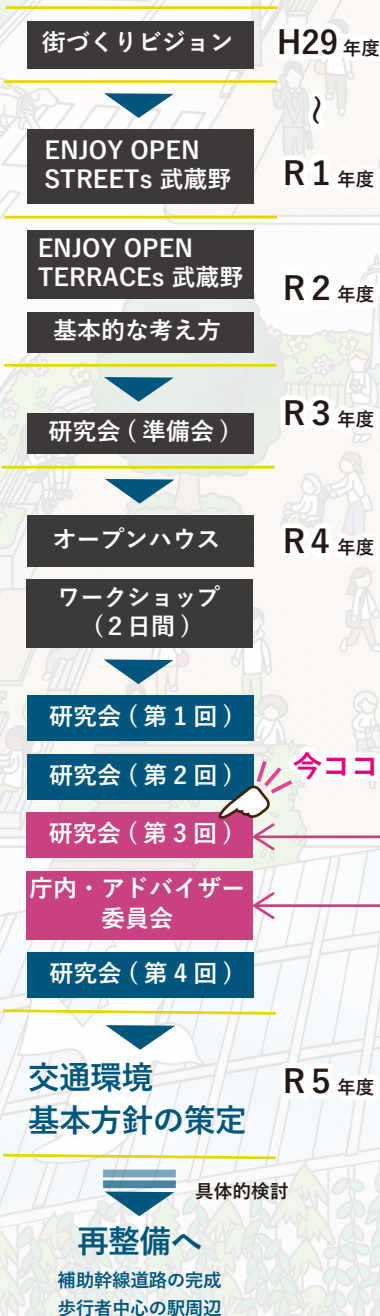 街づくりビジョン
H29 年度
～
ENJOY OPEN
STREETs 武蔵野
R1 年度
ENJOY OPEN
TERRACEs 武蔵野
R2 年度
基本的な考え方
研究会(準備会)
R3 年度
オープンハウス
R4 年度
ワークショップ
(2日間)
研究会(第1回)
研究会(第2回)
今ココ
研究会(第3回)
庁内・アドバイザー
委員会
研究会(第4回)
交通環境
基本方針の策定
R5 年度
具体的検討
再整備へ
補助幹線道路の完成
歩行者中心の駅周辺